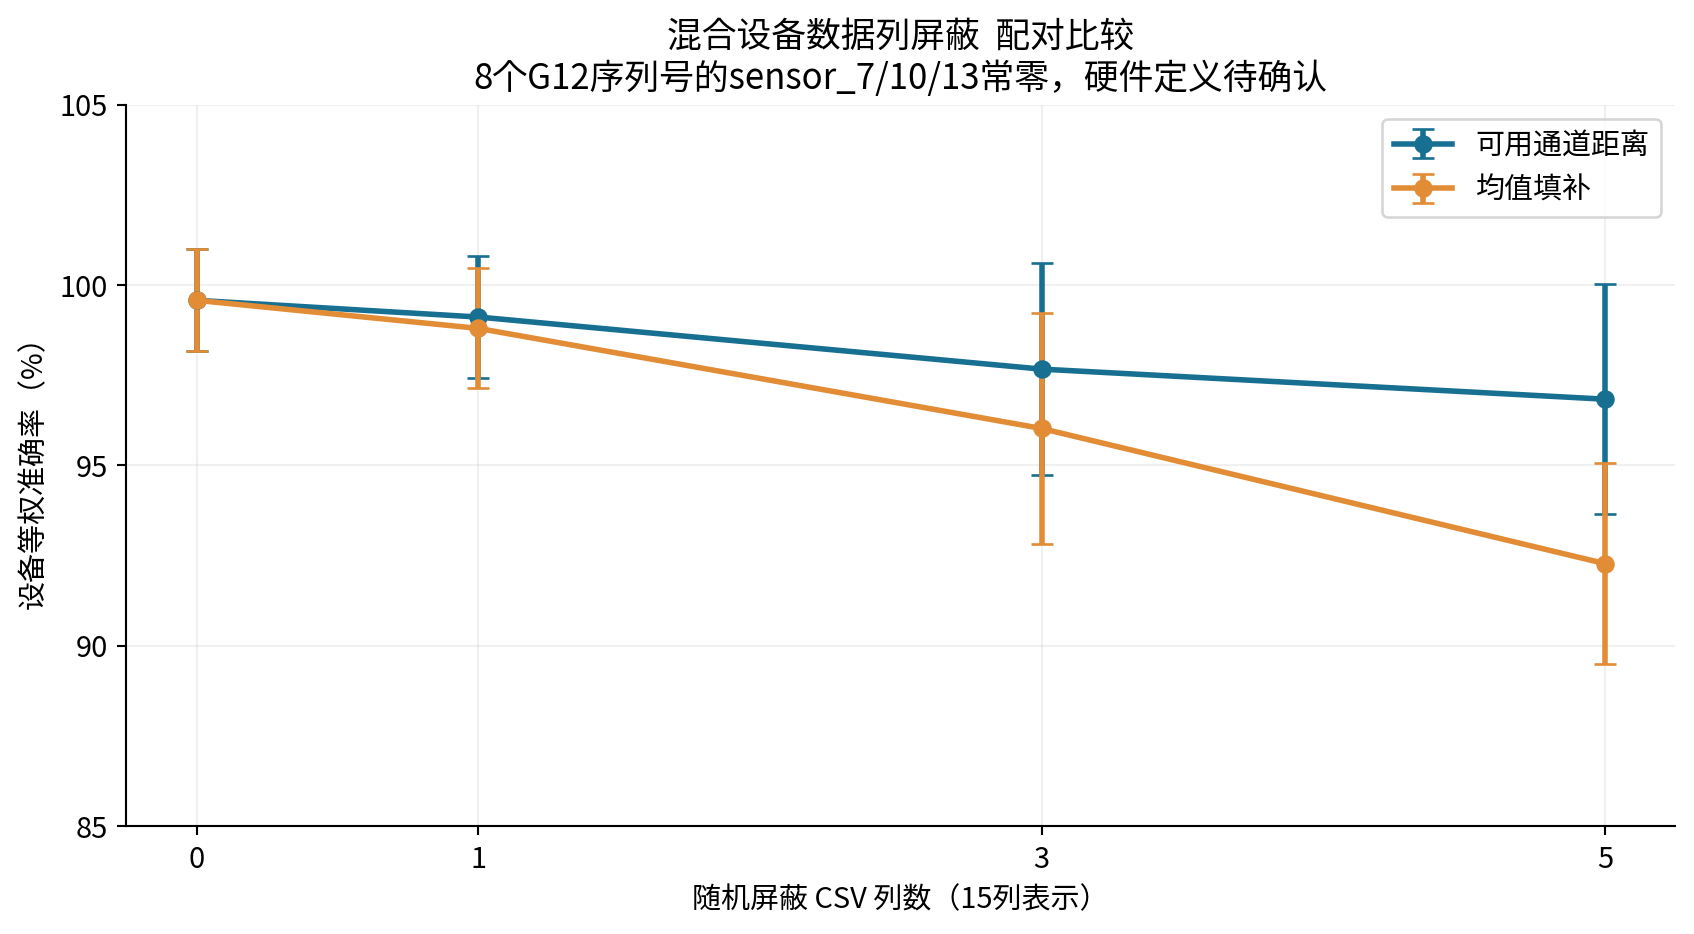 混合设备数据列屏蔽 配对比较
8个G12序列号的sensor_7/10/13常零，硬件定义待确认
可用通道距离
均值填补
105
100
95
90
85
设备等权准确率（%）
0 1 3 5
随机屏蔽 CSV 列数（15列表示）